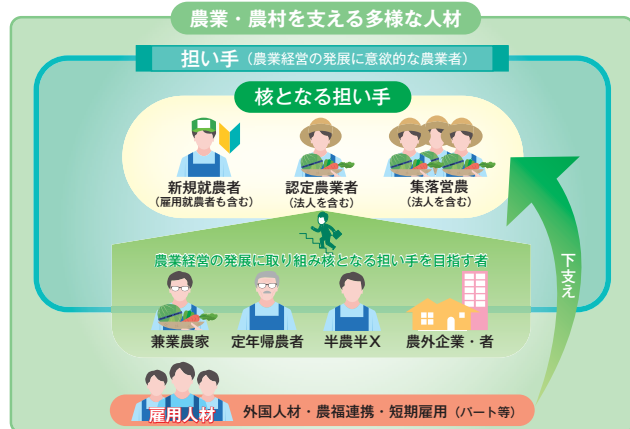 農業・農村を支える多様な人材
担い手（農業経営の発展に意欲的な農業者）
核となる担い手
新規就農者
（雇用就農者も含む）
認定農業者
（法人を含む）
集落営農
（法人を含む）
農業経営の発展に取り組み核となる担い手を目指す者
兼業農家
定年帰農者
半農半X
農外企業・者
下支え
雇用人材
外国人材・農福連携・短期雇用（パート等）